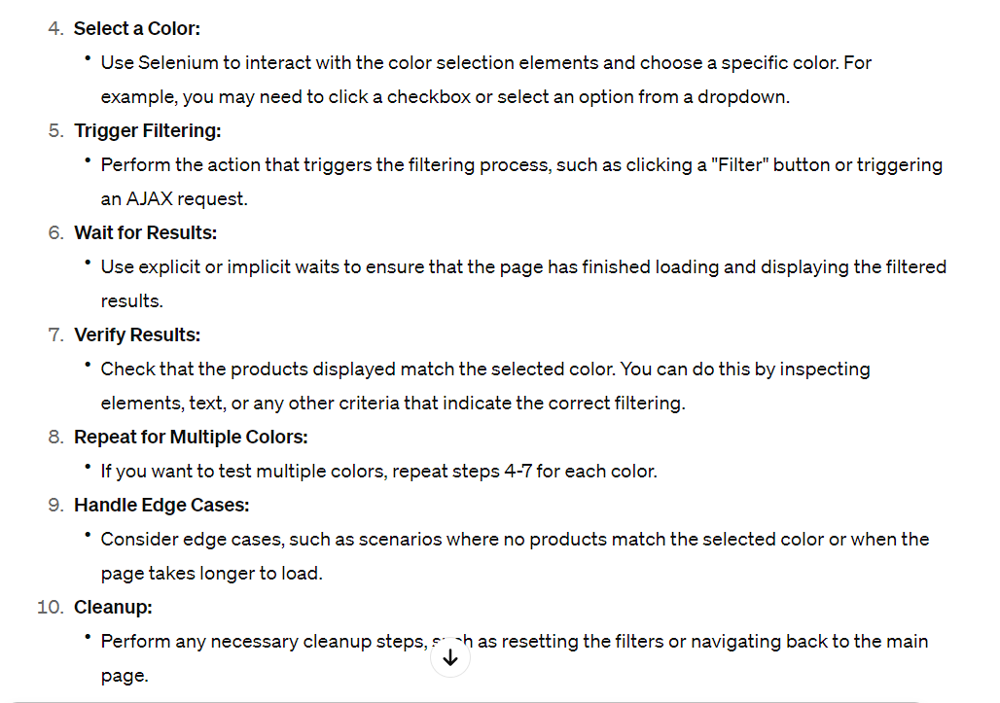 4. Select a Color:
• Use Selenium to interact with the color selection elements and choose a specific color. For
example, you may need to click a checkbox or select an option from a dropdown.
5. Trigger Filtering:
• Perform the action that triggers the filtering process, such as clicking a "Filter" button or triggering
an AJAX request.
6. Wait for Results:
• Use explicit or implicit waits to ensure that the page has finished loading and displaying the filtered
results.
7. Verify Results:
• Check that the products displayed match the selected color. You can do this by inspecting
elements, text, or any other criteria that indicate the correct filtering.
8. Repeat for Multiple Colors:
• If you want to test multiple colors, repeat steps 4-7 for each color.
9. Handle Edge Cases:
• Consider edge cases, such as scenarios where no products match the selected color or when the
page takes longer to load.
10. Cleanup:
• Perform any necessary cleanup steps, such as resetting the filters or navigating back to the main
page.